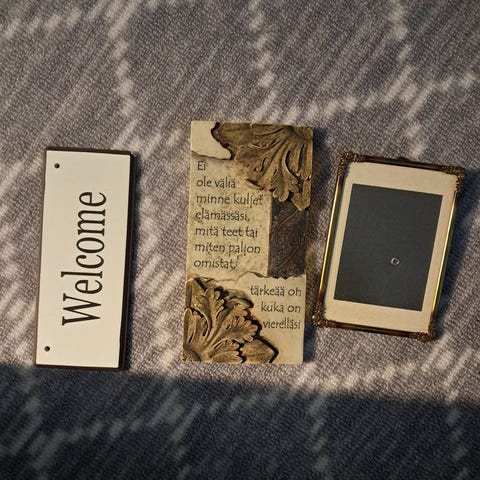 Welcome
Ei
ole väliä
minne kuljet
elämässäsi,
mitä teet tai
miten paljon
omistat,
tärkeää on
kuka on
vierelläsi